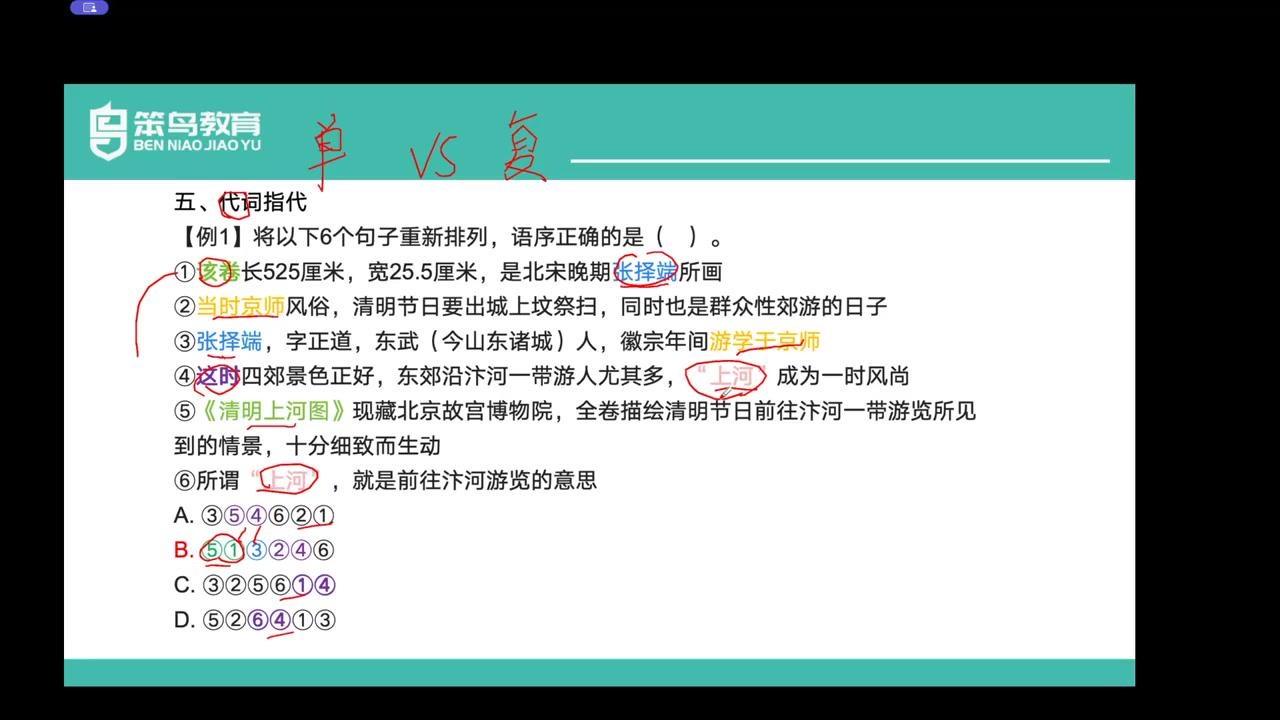 笨鸟教育
BEN NIAO JIAO YU
单 VS 复
五、代词指代
【例1】将以下6个句子重新排列，语序正确的是（　）。
①该卷长525厘米，宽25.5厘米，是北宋晚期张择端所画
②当时京师风俗，清明节日要出城上坟祭扫，同时也是群众性郊游的日子
③张择端，字正道，东武（今山东诸城）人，徽宗年间游学于京师
④这时四郊景色正好，东郊沿汴河一带游人尤其多，“上河”成为一时风尚
⑤《清明上河图》现藏北京故宫博物院，全卷描绘清明节日前往汴河一带游览所见
到的情景，十分细致而生动
⑥所谓“上河”，就是前往汴河游览的意思
A. ③⑤④⑥②①
B. ⑤①③②④⑥
C. ③②⑤⑥①④
D. ⑤②⑥④①③